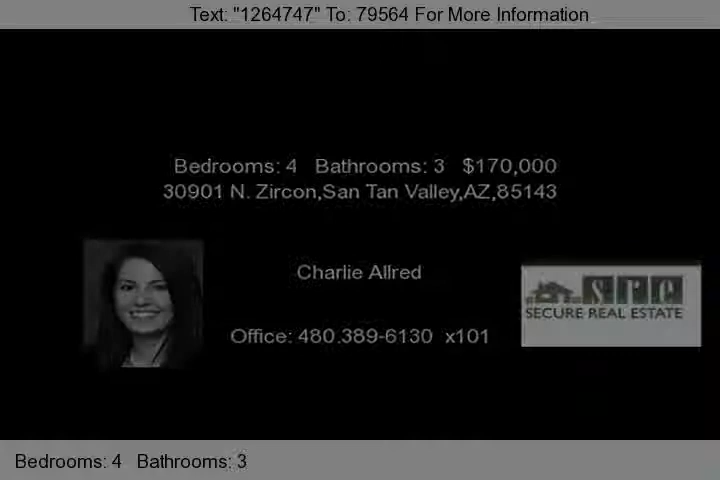 Text: "1264747" To: 79564 For More Information
Bedrooms: 4 Bathrooms: 3 $170,000
30901 N. Zircon,San Tan Valley,AZ,85143
Charlie Allred
SRE
SECURE REAL ESTATE
Office: 480.389-6130 x101
Bedrooms: 4 Bathrooms: 3